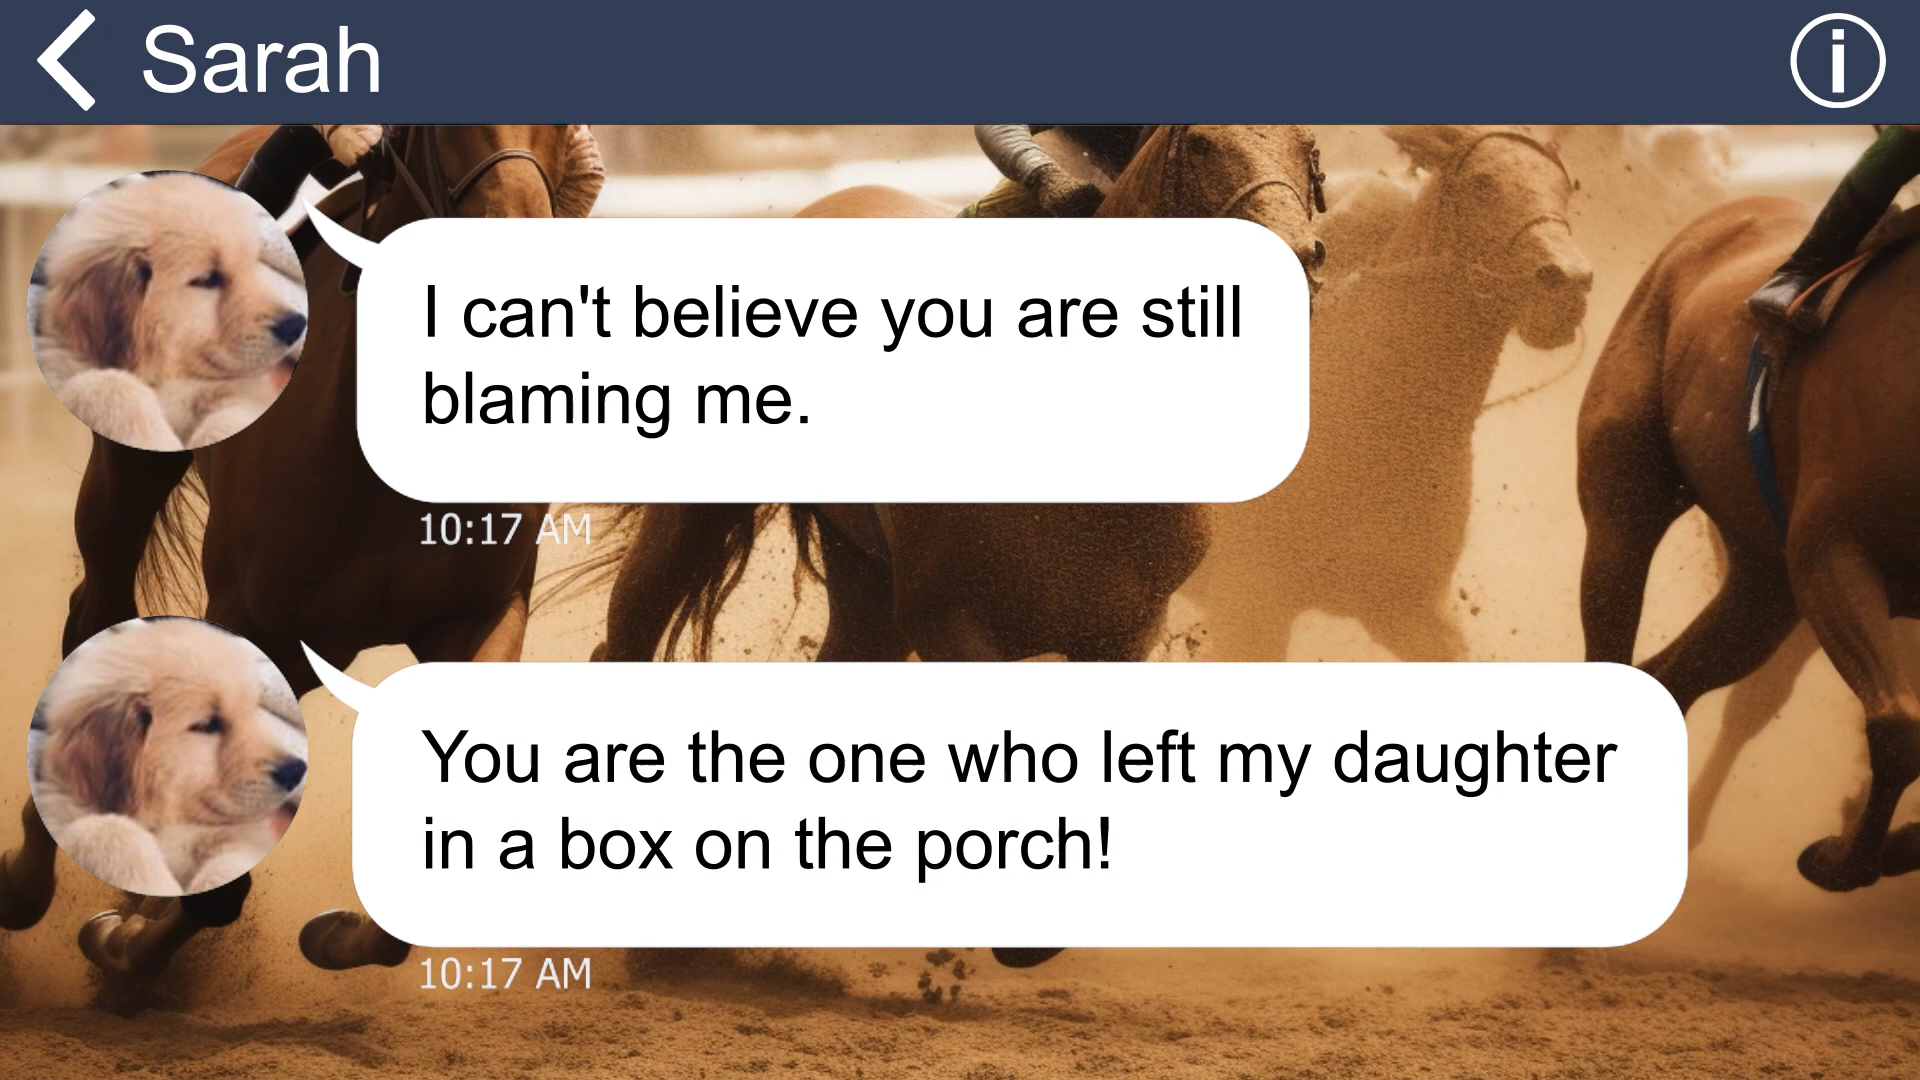 Sarah
I can't believe you are still
blaming me.
10:17 AM
You are the one who left my daughter
in a box on the porch!
10:17 AM